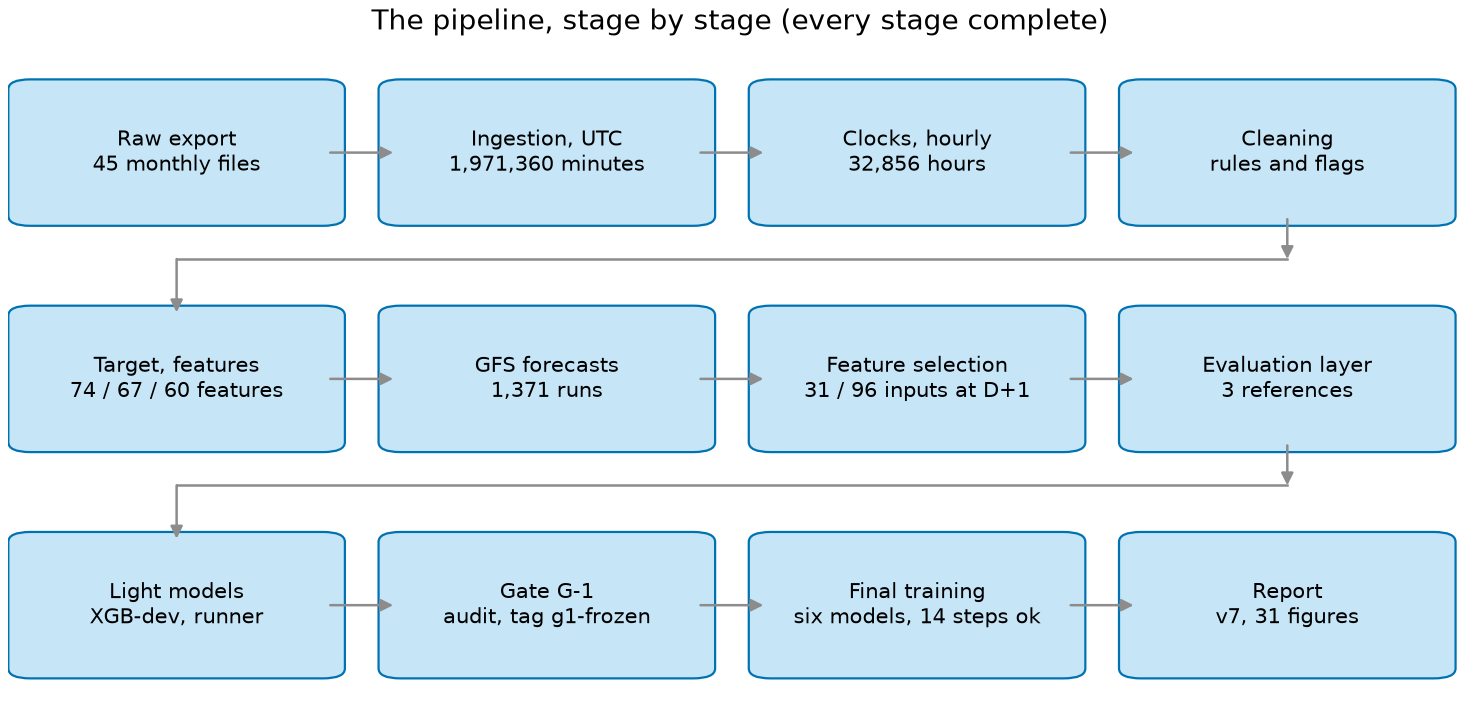 The pipeline, stage by stage (every stage complete)
Raw export
45 monthly files
Ingestion, UTC
1,971,360 minutes
Clocks, hourly
32,856 hours
Cleaning
rules and flags
Target, features
74 / 67 / 60 features
GFS forecasts
1,371 runs
Feature selection
31 / 96 inputs at D+1
Evaluation layer
3 references
Light models
XGB-dev, runner
Gate G-1
audit, tag g1-frozen
Final training
six models, 14 steps ok
Report
v7, 31 figures